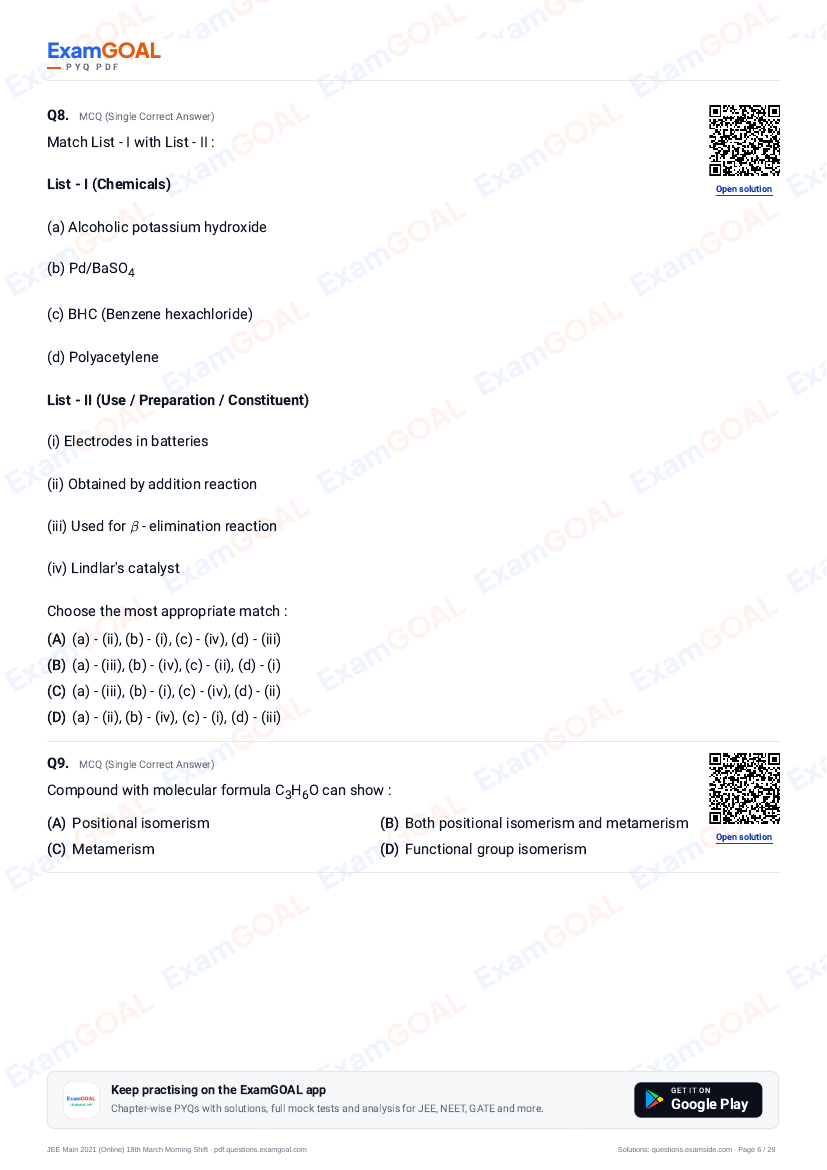 ExamGOAL
PYQ PDF
Q8. MCQ (Single Correct Answer)
Match List - I with List - II :
Open solution
List - I (Chemicals)
(a) Alcoholic potassium hydroxide
(b) Pd/BaSO4
(c) BHC (Benzene hexachloride)
(d) Polyacetylene
List - II (Use / Preparation / Constituent)
(i) Electrodes in batteries
(ii) Obtained by addition reaction
(iii) Used for β - elimination reaction
(iv) Lindlar's catalyst
Choose the most appropriate match :
(A) (a) - (ii), (b) - (i), (c) - (iv), (d) - (iii)
(B) (a) - (iii), (b) - (iv), (c) - (ii), (d) - (i)
(C) (a) - (iii), (b) - (i), (c) - (iv), (d) - (ii)
(D) (a) - (ii), (b) - (iv), (c) - (i), (d) - (iii)
Q9. MCQ (Single Correct Answer)
Compound with molecular formula C3H6O can show :
(A) Positional isomerism (B) Both positional isomerism and metamerism
Open solution
(C) Metamerism (D) Functional group isomerism
Keep practising on the ExamGOAL app
Chapter-wise PYQs with solutions, full mock tests and analysis for JEE, NEET, GATE and more.
ExamGOAL
GET IT ON
Google Play
JEE Main 2021 (Online) 18th March Morning Shift · pdf.questions.examgoal.com
Solutions: questions.examside.com · Page 6 / 29